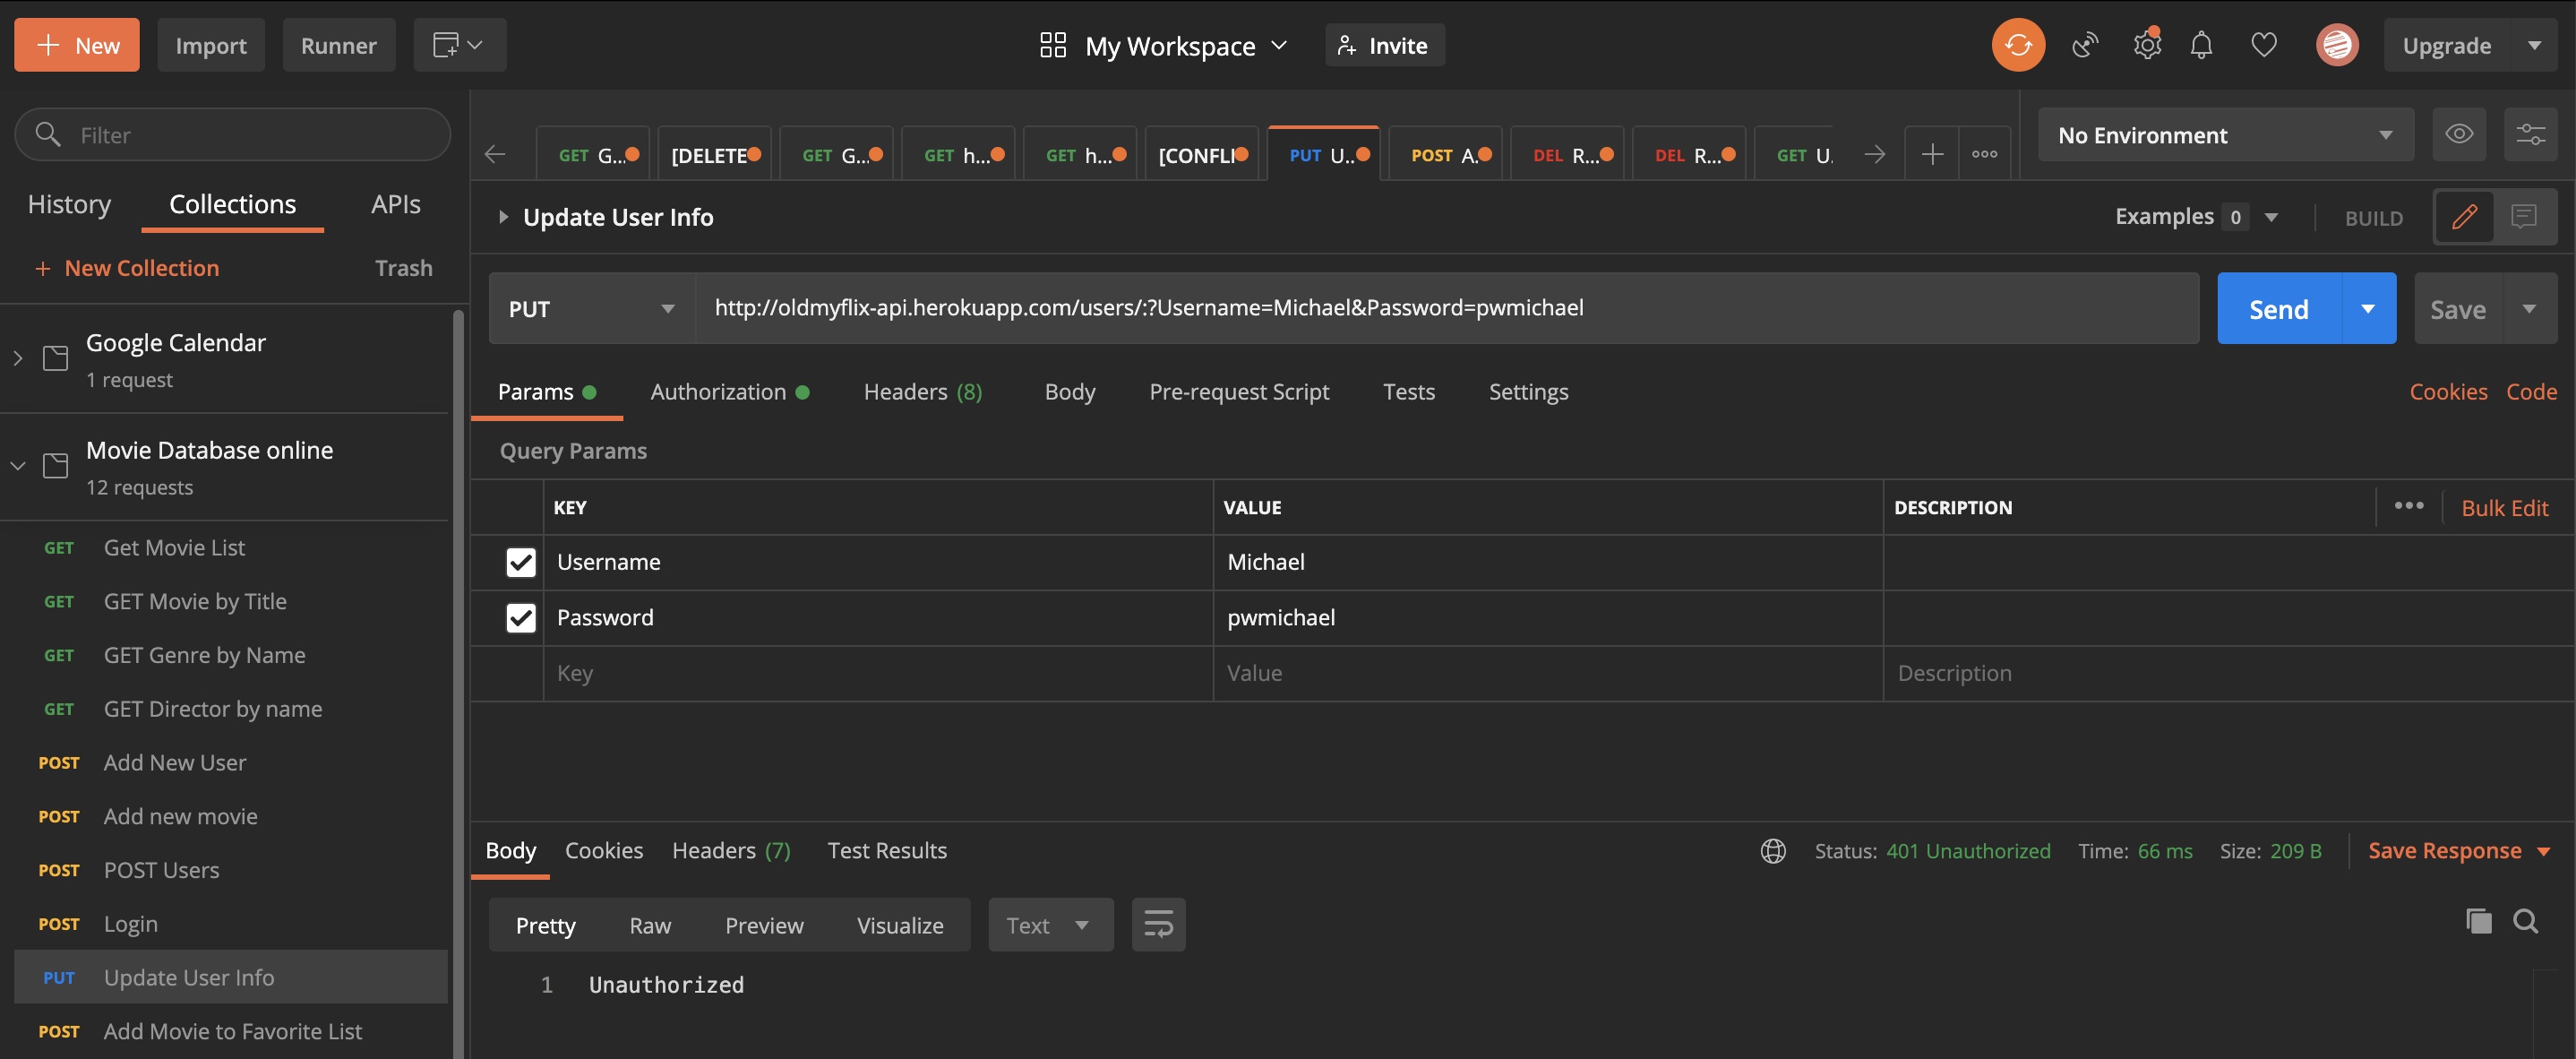 New Import Runner
My Workspace Invite
Upgrade
Filter
History Collections APIs
+ New Collection Trash
Google Calendar
1 request
Movie Database online
12 requests
GET Get Movie List
GET GET Movie by Title
GET GET Genre by Name
GET GET Director by name
POST Add New User
POST Add new movie
POST POST Users
POST Login
PUT Update User Info
POST Add Movie to Favorite List
GET G... [DELETE GET G... GET h... GET h... [CONFLI PUT U.. POST A. DEL R... DEL R... GET U.
No Environment
Update User Info
Examples 0 BUILD
PUT http://oldmyflix-api.herokuapp.com/users/:?Username=Michael&Password=pwmichael
Send Save
Params Authorization Headers (8) Body Pre-request Script Tests Settings
Cookies Code
Query Params
KEY VALUE DESCRIPTION Bulk Edit
Username Michael
Password pwmichael
Key Value Description
Body Cookies Headers (7) Test Results
Status: 401 Unauthorized Time: 66 ms Size: 209 B Save Response
Pretty Raw Preview Visualize Text
1 Unauthorized